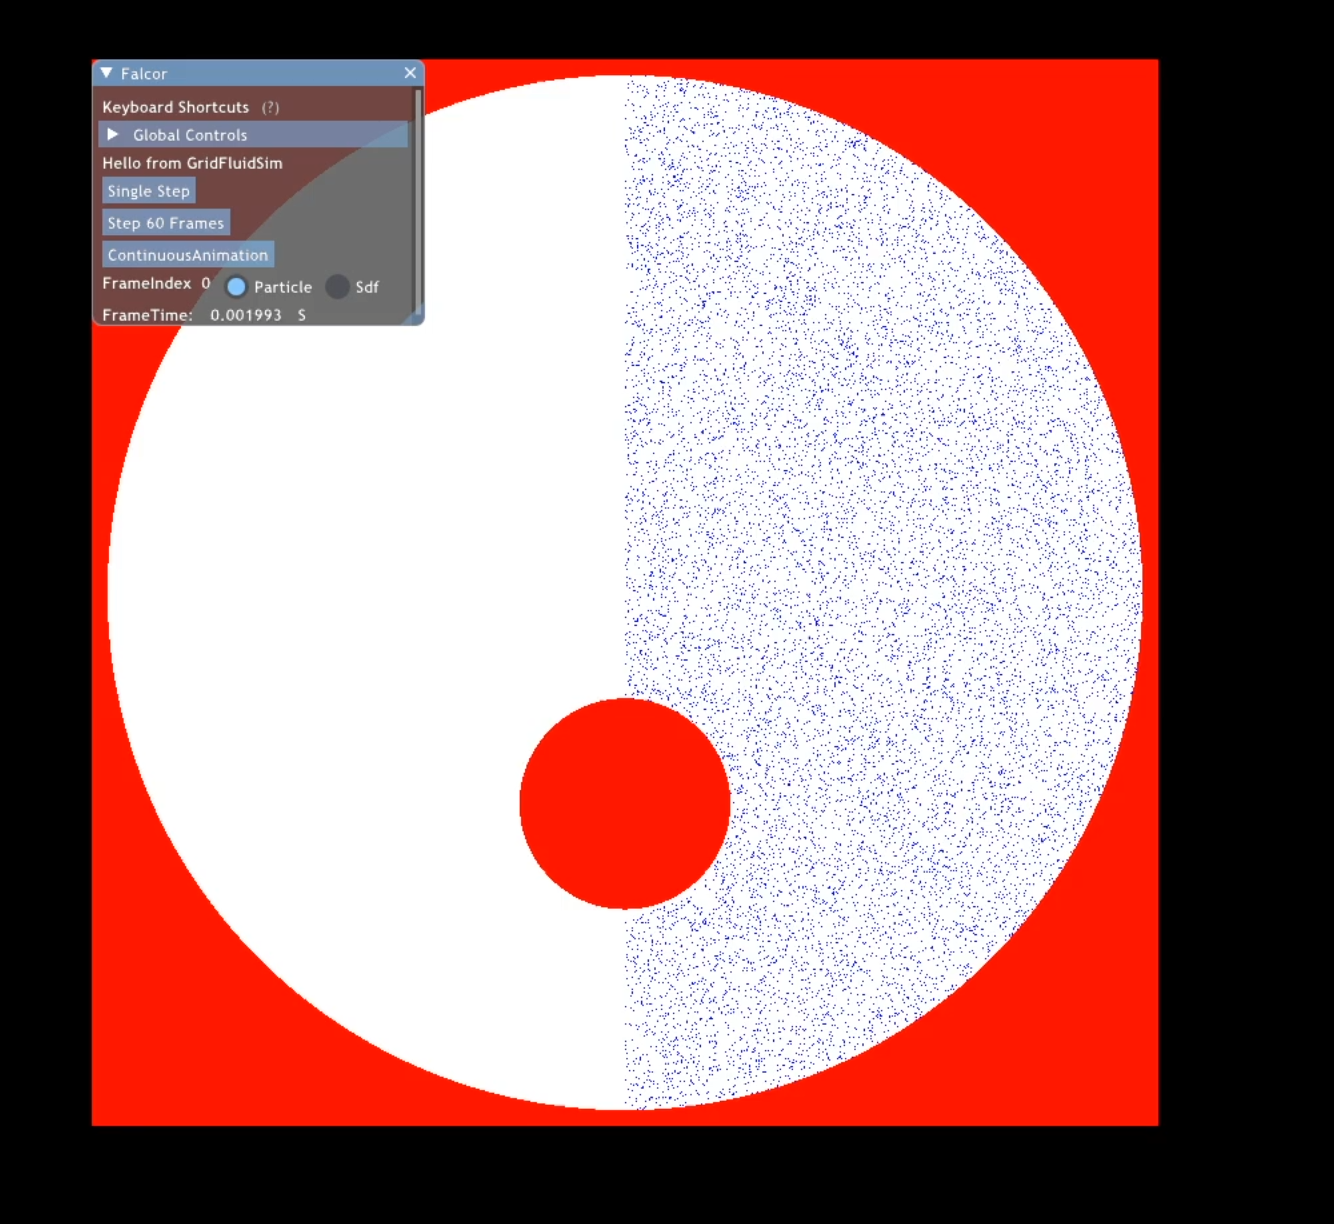 Falcor
Keyboard Shortcuts (?)
Global Controls
Hello from GridFluidSim
Single Step
Step 60 Frames
ContinuousAnimation
FrameIndex 0 Particle Sdf
FrameTime: 0.001993 S